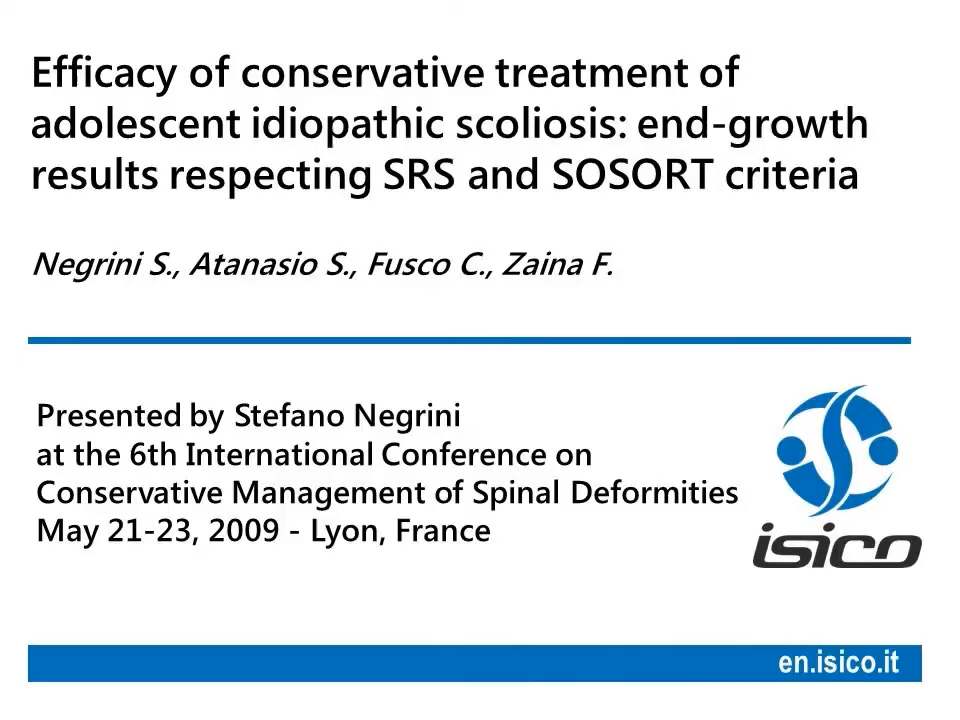 Efficacy of conservative treatment of
adolescent idiopathic scoliosis: end-growth
results respecting SRS and SOSORT criteria
Negrini S., Atanasio S., Fusco C., Zaina F.
Presented by Stefano Negrini
at the 6th International Conference on
Conservative Management of Spinal Deformities
May 21-23, 2009 - Lyon, France
isico
en.isico.it